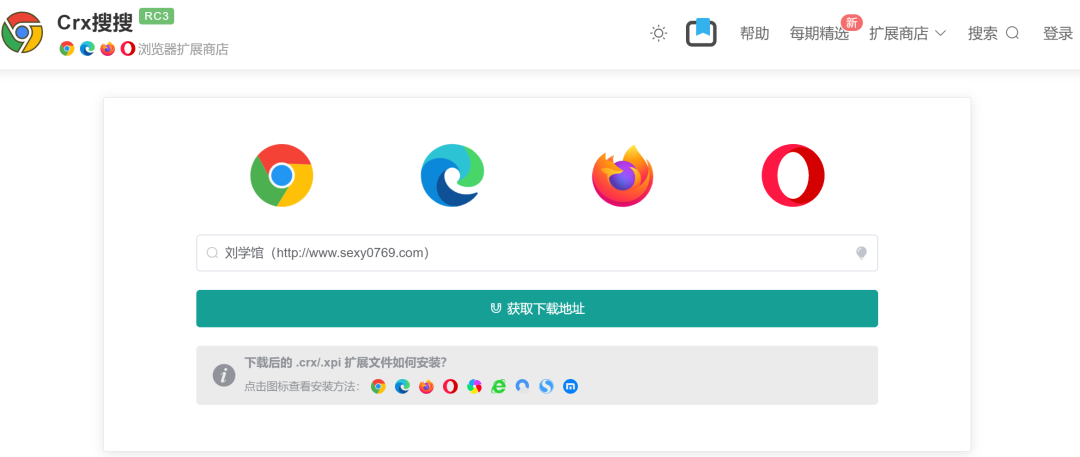 Crx搜搜 RC3
浏览器扩展商店
帮助 每期精选 新 扩展商店 搜索 登录
刘学馆（http://www.sexy0769.com）
获取下载地址
下载后的 .crx/.xpi 扩展文件如何安装?
点击图标查看安装方法：